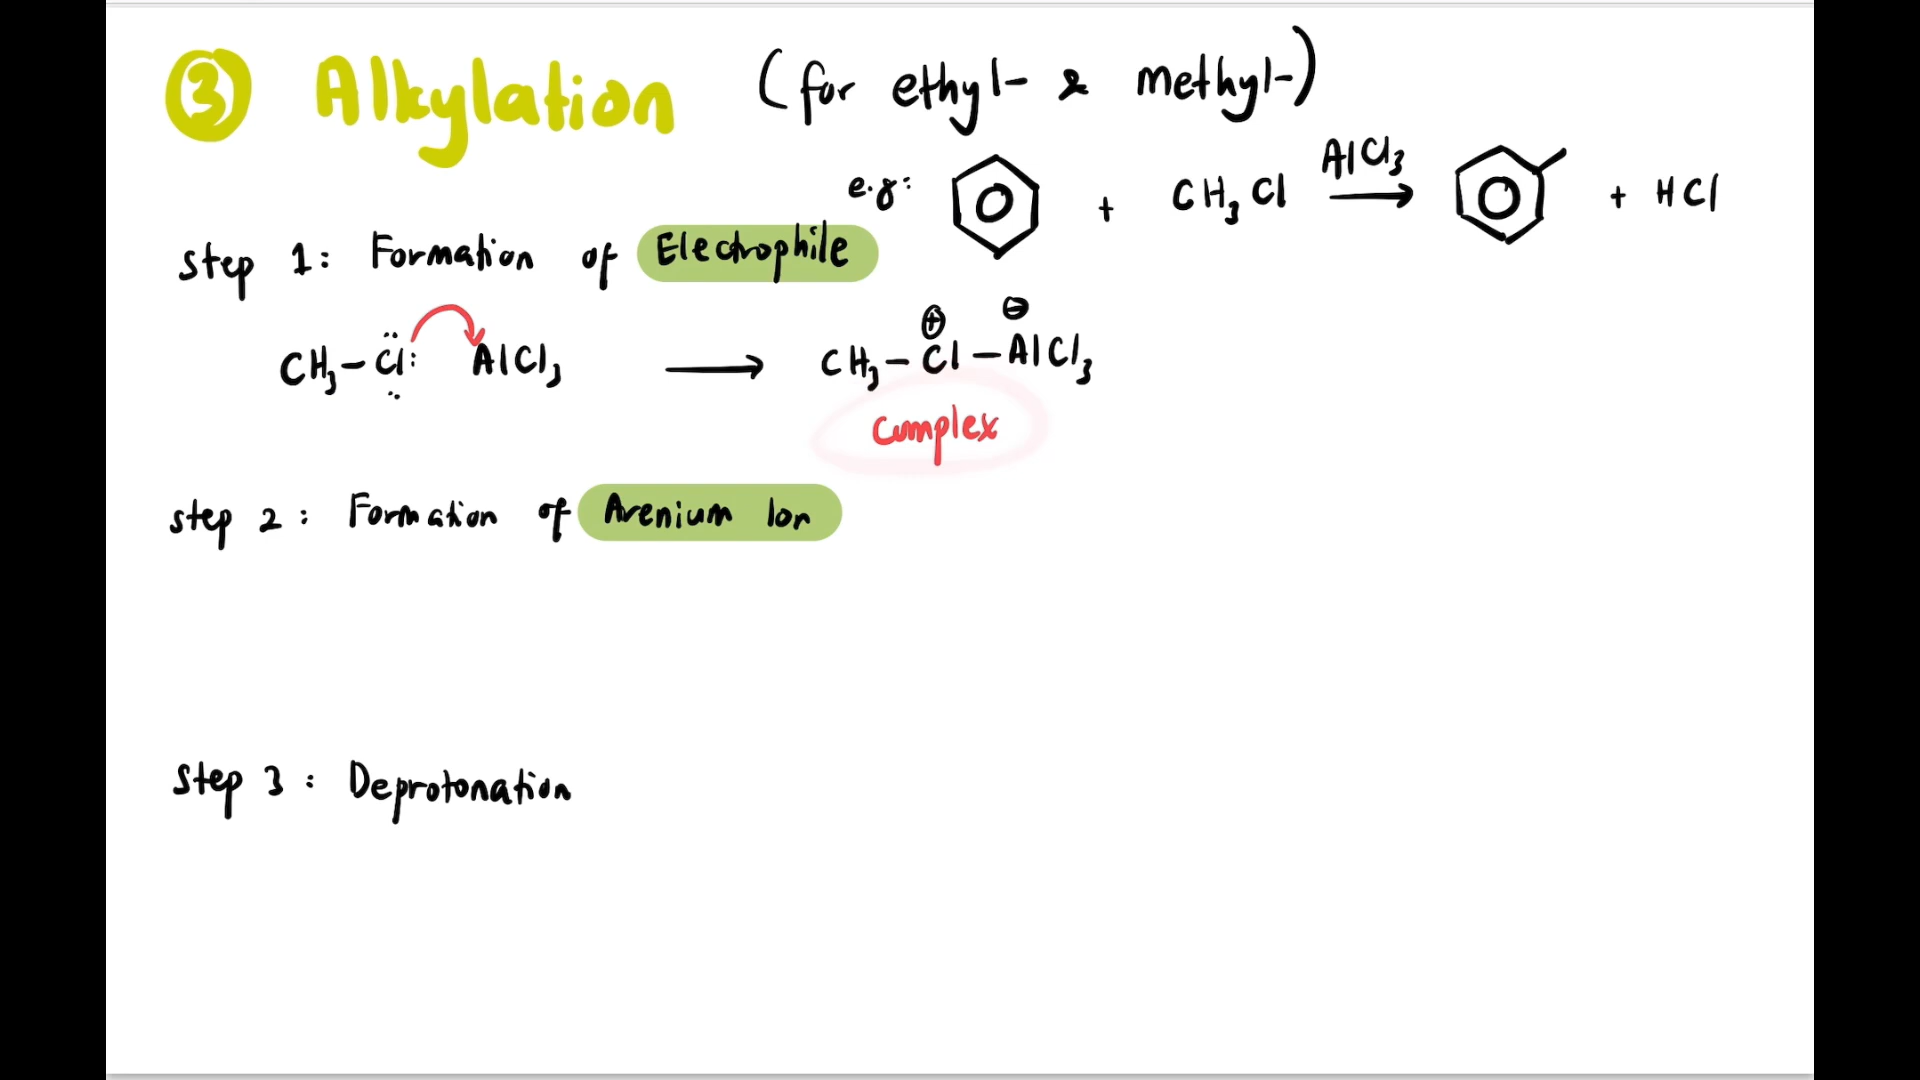 ③ Alkylation (for ethyl- & methyl-)
e.g: + CH₃Cl AlCl₃ ⟶ + HCl
step 1: Formation of Electrophile
CH₃–Cl: AlCl₃ ⟶ CH₃–Cl–AlCl₃
⊕ ⊖
complex
step 2: Formation of Arenium Ion
step 3: Deprotonation